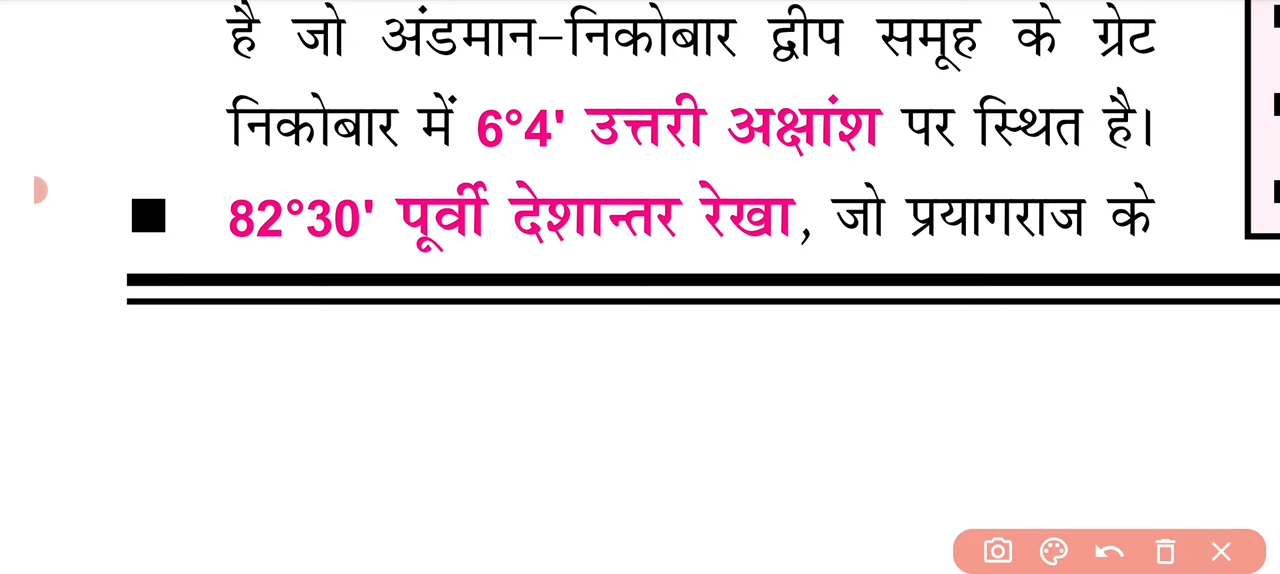 है जो अंडमान-निकोबार द्वीप समूह के ग्रेट
निकोबार में 6°4' उत्तरी अक्षांश पर स्थित है।
■ 82°30' पूर्वी देशान्तर रेखा, जो प्रयागराज के